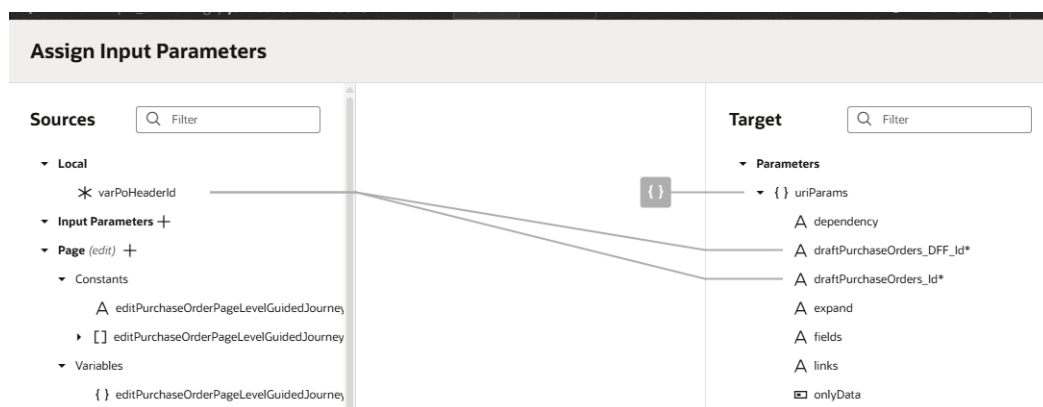 Assign Input Parameters
Sources
Filter
Target
Filter
Local
varPoHeaderId
Input Parameters
Page (edit)
Constants
editPurchaseOrderPageLevelGuidedJourney
[ ] editPurchaseOrderPageLevelGuidedJourney
Variables
{ } editPurchaseOrderPageLevelGuidedJourney
{ }
Parameters
{ } uriParams
A dependency
A draftPurchaseOrders_DFF_Id*
A draftPurchaseOrders_Id*
A expand
A fields
A links
onlyData